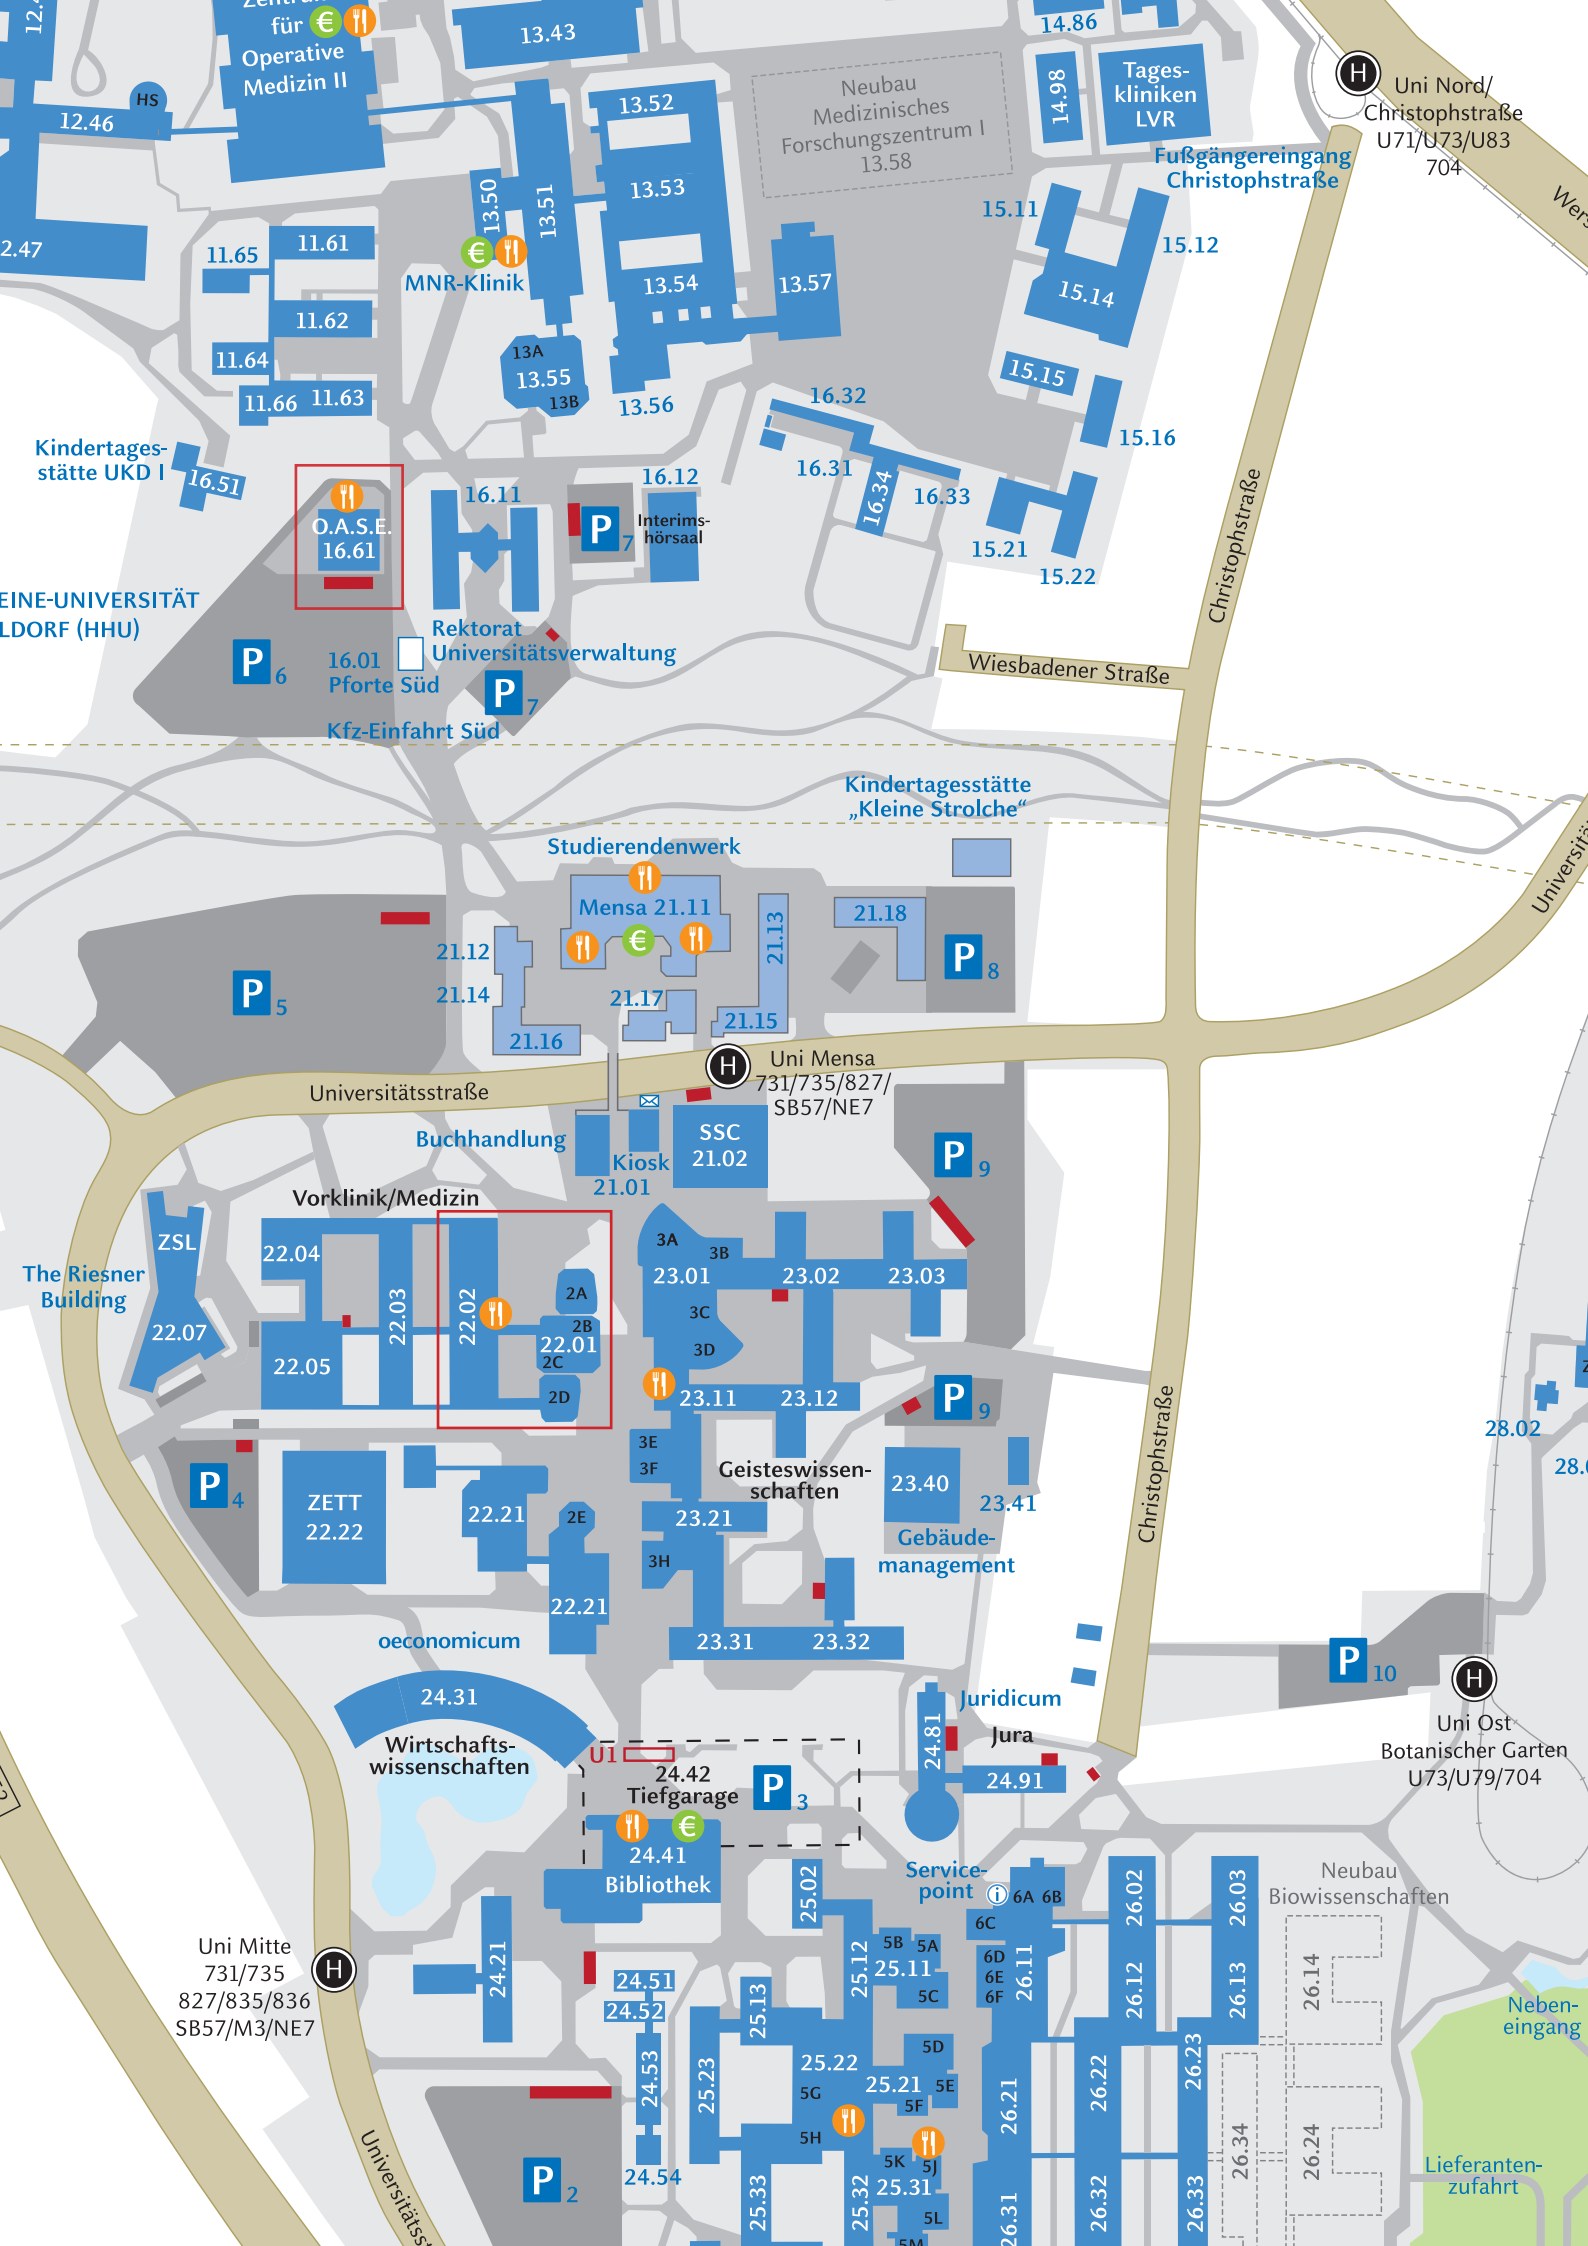 für € 
Operative
Medizin II
13.43
14.86
HS
12.46
13.52
Neubau
Medizinisches
Forschungszentrum I
13.58
14.98
Tages-
kliniken
LVR
H
Uni Nord/
Christophstraße
U71/U73/U83
704
Fußgängereingang
Christophstraße
13.50
13.51
13.53
15.11
15.12
11.65
11.61
€
MNR-Klinik
13.54
13.57
15.14
11.62
11.64
13A
13.55
13B
13.56
15.15
11.66
11.63
16.32
15.16
Kindertages-
stätte UKD I
16.51
16.31
16.34
16.33
O.A.S.E.
16.61
16.11
P 7
16.12
Interims-
hörsaal
15.21
15.22
Christophstraße
EINE-UNIVERSITÄT
LDORF (HHU)
P 6
16.01
Pforte Süd
Rektorat
Universitätsverwaltung
P 7
Kfz-Einfahrt Süd
Wiesbadener Straße
Kindertagesstätte
„Kleine Strolche“
Studierendenwerk
Mensa 21.11
€
21.12
21.14
21.16
21.17
21.13
21.15
21.18
P 8
P 5
Universitätsstraße
H
Uni Mensa
731/735/827/
SB57/NE7
Buchhandlung
Kiosk
21.01
SSC
21.02
P 9
Vorklinik/Medizin
ZSL
The Riesner
Building
22.07
22.04
22.03
22.02
22.05
2A
2B
22.01
2C
2D
3A
3B
23.01
23.02
23.03
3C
3D
23.11
23.12
P 9
3E
3F
Geisteswissen-
schaften
23.40
23.41
Gebäude-
management
Christophstraße
28.02
P 4
ZETT
22.22
22.21
2E
22.21
23.21
3H
23.31
23.32
oeconomicum
24.31
Wirtschafts-
wissenschaften
U1
24.42
Tiefgarage
P 3
Juridicum
Jura
24.81
24.91
P 10
H
Uni Ost
Botanischer Garten
U73/U79/704
€
24.41
Bibliothek
25.02
Service-
point
i
6A 6B
6C
6D
6E
6F
26.11
26.02
26.03
Neubau
Biowissenschaften
Uni Mitte
731/735
827/835/836
SB57/M3/NE7
H
24.21
24.51
24.52
24.53
24.54
25.13
25.12
5B
5A
25.11
5C
26.12
26.13
26.14
Neben-
eingang
25.23
25.22
5G
5H
5D
25.21
5E
5F
26.21
26.22
26.23
26.34
26.24
Lieferanten-
zufahrt
P 2
25.33
25.32
5K
5J
25.31
5L
5M
26.31
26.32
26.33